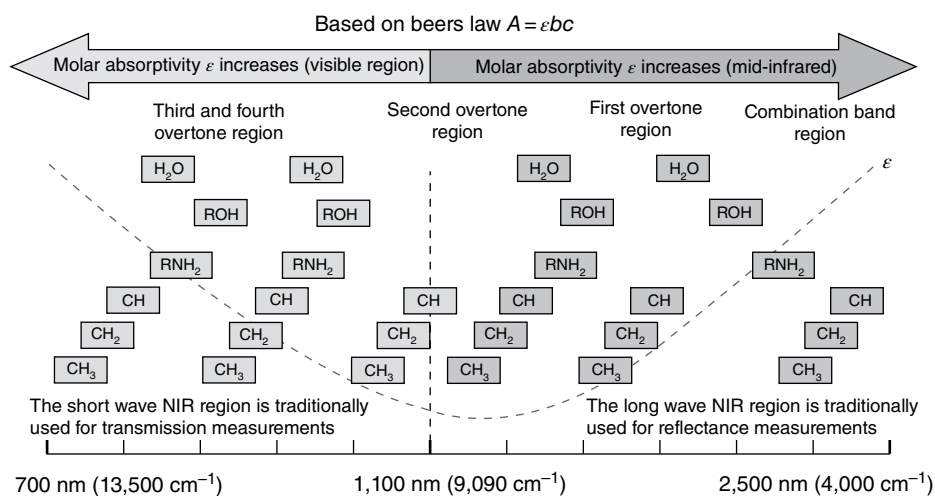 Based on beers law A = εbc
Molar absorptivity ε increases (visible region)
Molar absorptivity ε increases (mid-infrared)
Third and fourth
overtone region
Second overtone
region
First overtone
region
Combination band
region
ε
H₂O
H₂O
H₂O
H₂O
ROH
ROH
ROH
ROH
RNH₂
RNH₂
RNH₂
RNH₂
CH
CH
CH
CH
CH
CH
CH₂
CH₂
CH₂
CH₂
CH₂
CH₂
CH₃
CH₃
CH₃
CH₃
CH₃
CH₃
The short wave NIR region is traditionally
used for transmission measurements
The long wave NIR region is traditionally
used for reflectance measurements
700 nm (13,500 cm⁻¹)
1,100 nm (9,090 cm⁻¹)
2,500 nm (4,000 cm⁻¹)